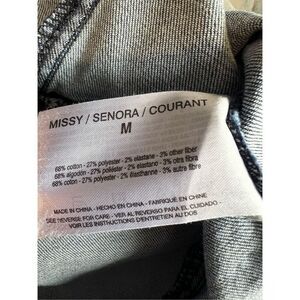 MISSY / SENORA / COURANT
M
68% cotton - 27% polyester - 2% elastane - 3% other fiber
68% algodón - 27% poliéster - 2% elastano - 3% otra fibra
68% coton - 27% polyester - 2% élasthanne - 3% autre fibre
MADE IN CHINA - HECHO EN CHINA - FABRIQUÉ EN CHINE
SEE REVERSE FOR CARE - VER AL REVERSO PARA EL CUIDADO -
VOIR LES INSTRUCTIONS D'ENTRETIEN AU DOS